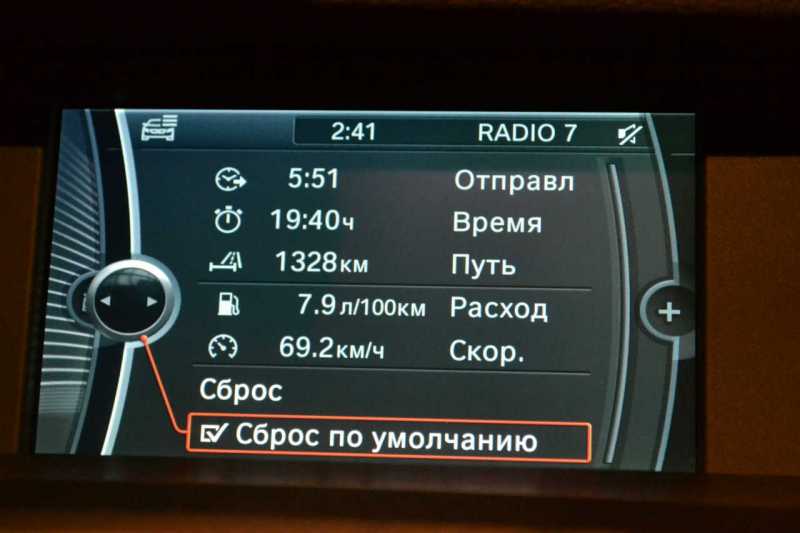 2:41 RADIO 7
5:51 Отправл
19:40ч Время
1328км Путь
7.9л/100км Расход
69.2км/ч Скор.
Сброс
Сброс по умолчанию